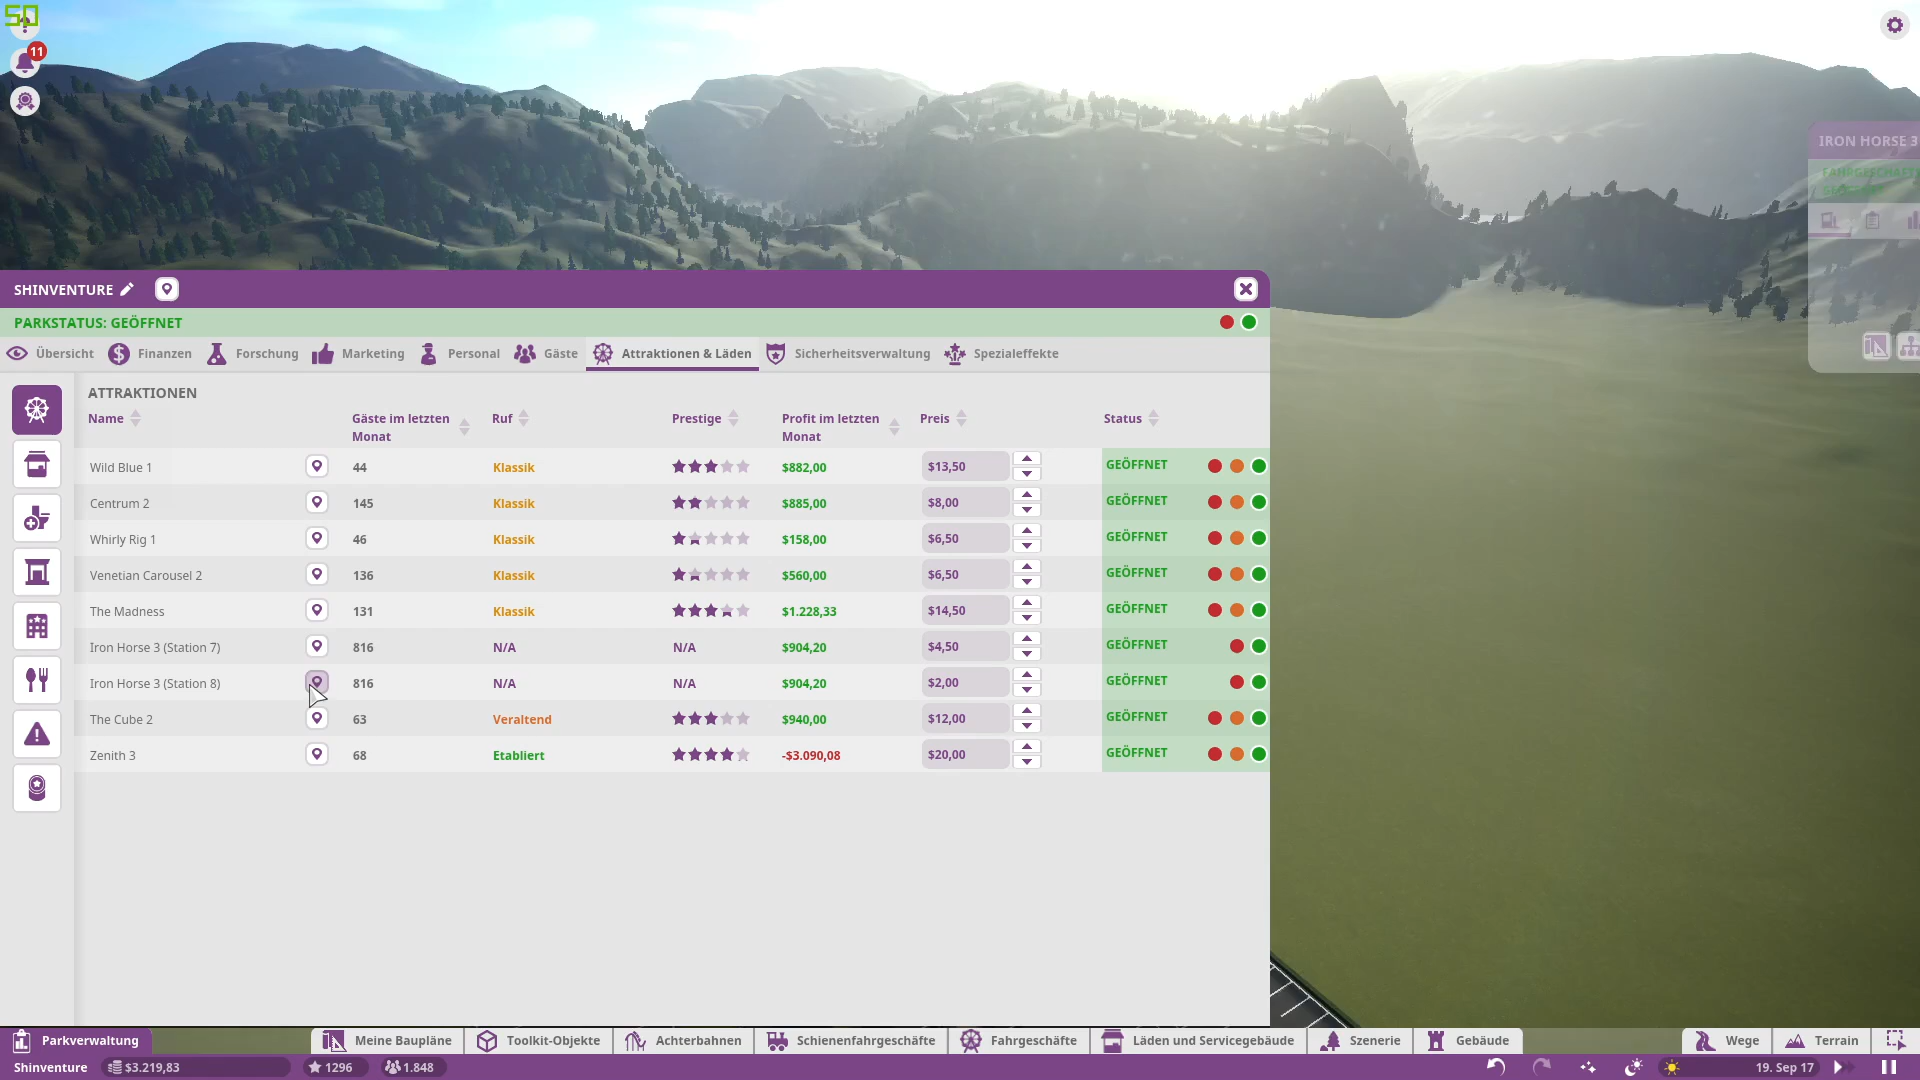 50
11
IRON HORSE 3
FAHRGESCHÄFT
SHINVENTURE
PARKSTATUS: GEÖFFNET
Übersicht Finanzen Forschung Marketing Personal Gäste Attraktionen & Läden Sicherheitsverwaltung Spezialeffekte
ATTRAKTIONEN
Name Gäste im letzten Monat Ruf Prestige Profit im letzten Monat Preis Status
Wild Blue 1 44 Klassik $882,00 $13,50 GEÖFFNET
Centrum 2 145 Klassik $885,00 $8,00 GEÖFFNET
Whirly Rig 1 46 Klassik $158,00 $6,50 GEÖFFNET
Venetian Carousel 2 136 Klassik $560,00 $6,50 GEÖFFNET
The Madness 131 Klassik $1.228,33 $14,50 GEÖFFNET
Iron Horse 3 (Station 7) 816 N/A N/A $904,20 $4,50 GEÖFFNET
Iron Horse 3 (Station 8) 816 N/A N/A $904,20 $2,00 GEÖFFNET
The Cube 2 63 Veraltend $940,00 $12,00 GEÖFFNET
Zenith 3 68 Etabliert -$3.090,08 $20,00 GEÖFFNET
Parkverwaltung Meine Baupläne Toolkit-Objekte Achterbahnen Schienenfahrgeschäfte Fahrgeschäfte Läden und Servicegebäude Szenerie Gebäude Wege Terrain
Shinventure $3.219,83 1296 1.848 19. Sep 17